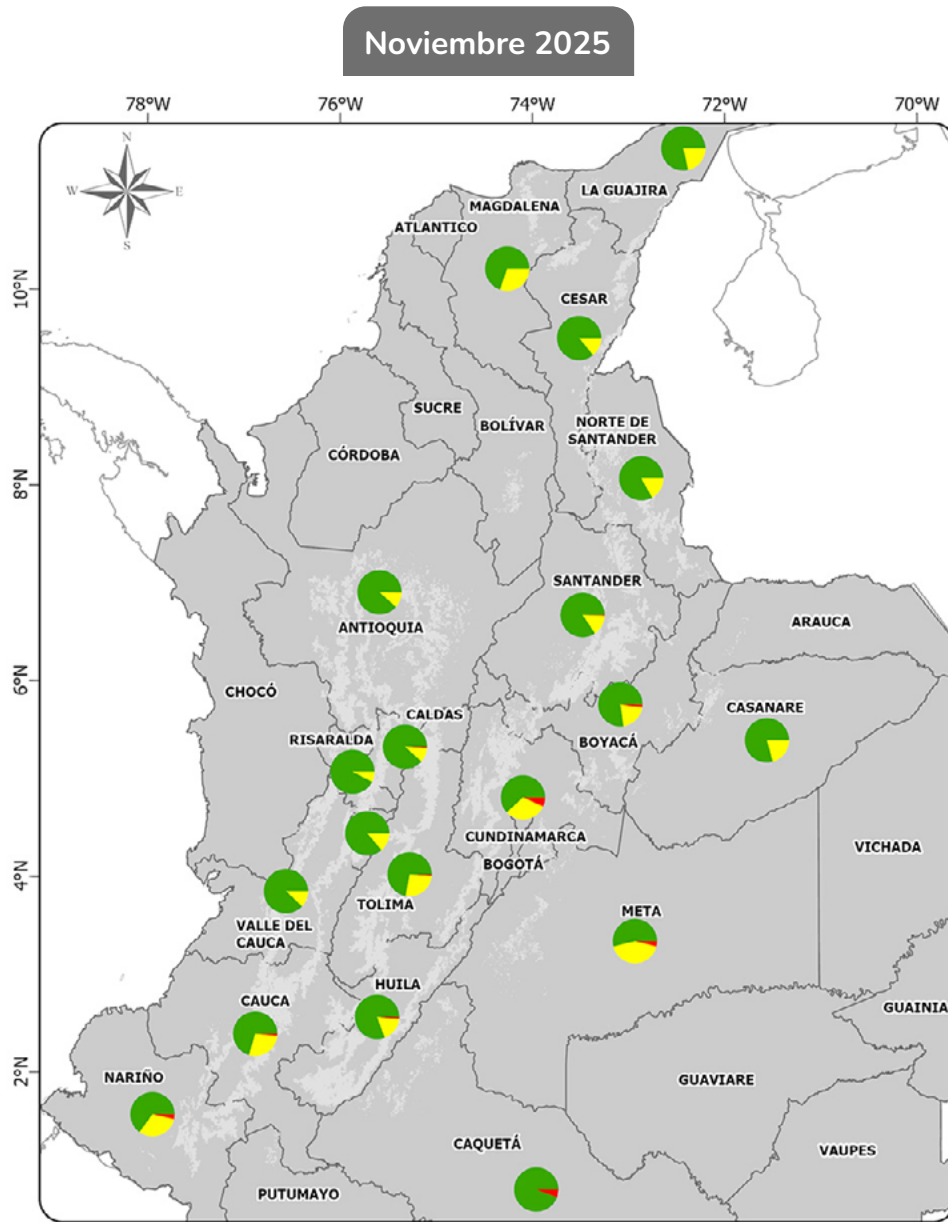 Noviembre 2025
78°W
76°W
74°W
72°W
70°W
N
W
E
S
10°N
8°N
6°N
4°N
2°N
LA GUAJIRA
MAGDALENA
ATLANTICO
CESAR
SUCRE
BOLÍVAR
NORTE DE
SANTANDER
CÓRDOBA
SANTANDER
ANTIOQUIA
ARAUCA
CHOCÓ
CALDAS
CASANARE
RISARALDA
BOYACÁ
CUNDINAMARCA
VICHADA
BOGOTÁ
TOLIMA
META
VALLE DEL
CAUCA
HUILA
CAUCA
GUAINIA
NARIÑO
GUAVIARE
CAQUETÁ
VAUPES
PUTUMAYO